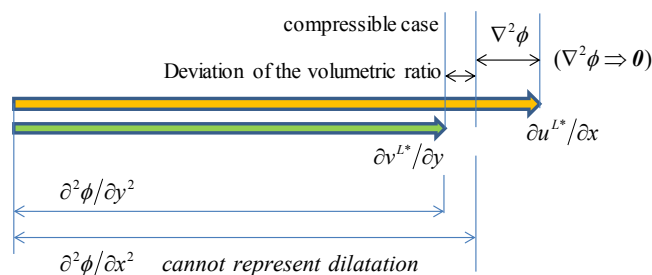 compressible case
∇²ϕ
Deviation of the volumetric ratio
(∇²ϕ ⇒ 0)
∂u^{L*}/∂x
∂v^{L*}/∂y
∂²ϕ/∂y²
∂²ϕ/∂x² cannot represent dilatation